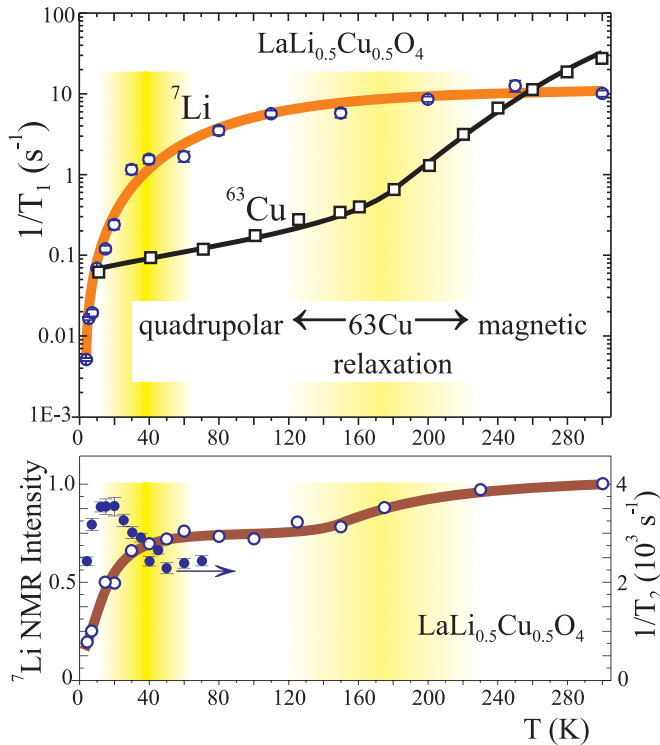 LaLi0.5Cu0.5O4
100
10
1
0.1
0.01
1E-3
1/T1 (s-1)
7Li
63Cu
quadrupolar ←→ 63Cu magnetic
relaxation
0 40 80 120 160 200 240 280
1.0
0.5
0
7Li NMR Intensity
4
3
2
1
0
1/T2 (10^3 s-1)
LaLi0.5Cu0.5O4
0 40 80 120 160 200 240 280
T (K)